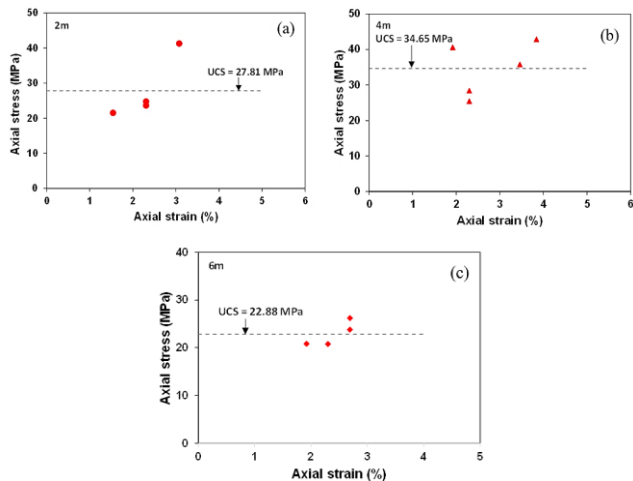 2m
(a)
UCS = 27.81 MPa
Axial stress (MPa)
50
40
30
20
10
0
0 1 2 3 4 5 6
Axial strain (%)
4m
(b)
UCS = 34.65 MPa
Axial stress (MPa)
50
40
30
20
10
0
0 1 2 3 4 5 6
Axial strain (%)
6m
(c)
UCS = 22.88 MPa
Axial stress (MPa)
40
30
20
10
0
0 1 2 3 4 5
Axial strain (%)